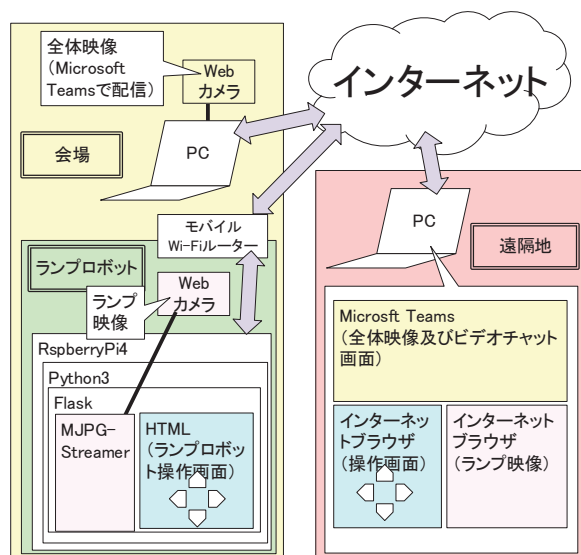 全体映像
（Microsoft
Teamsで配信）
Web
カメラ
インターネット
会場
PC
モバイル
Wi-Fiルーター
ランプロボット
Web
カメラ
ランプ
映像
RspberryPi4
Python3
Flask
MJPG-
Streamer
HTML
（ランプロボ
ット操作画面）
PC
遠隔地
Microsft Teams
（全体映像及びビデオチャット
画面）
インターネッ
トブラウザ
（操作画面）
インターネット
ブラウザ
（ランプ映像）